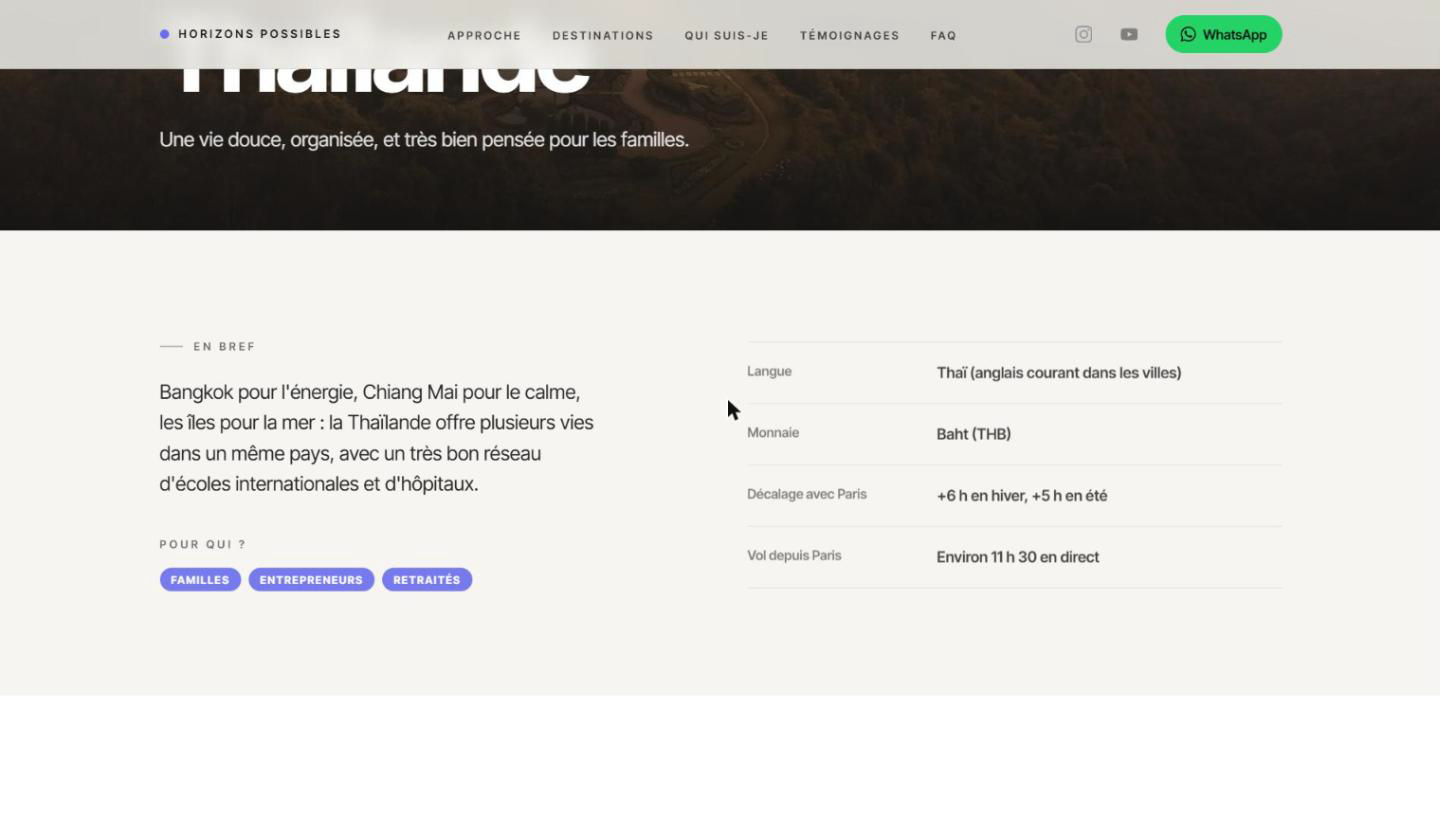 HORIZONS POSSIBLES
APPROCHE
DESTINATIONS
QUI SUIS-JE
TÉMOIGNAGES
FAQ
WhatsApp
Thaïlande
Une vie douce, organisée, et très bien pensée pour les familles.
EN BREF
Bangkok pour l'énergie, Chiang Mai pour le calme,
les îles pour la mer : la Thaïlande offre plusieurs vies
dans un même pays, avec un très bon réseau
d'écoles internationales et d'hôpitaux.
POUR QUI ?
FAMILLES
ENTREPRENEURS
RETRAITÉS
Langue
Thaï (anglais courant dans les villes)
Monnaie
Baht (THB)
Décalage avec Paris
+6 h en hiver, +5 h en été
Vol depuis Paris
Environ 11 h 30 en direct